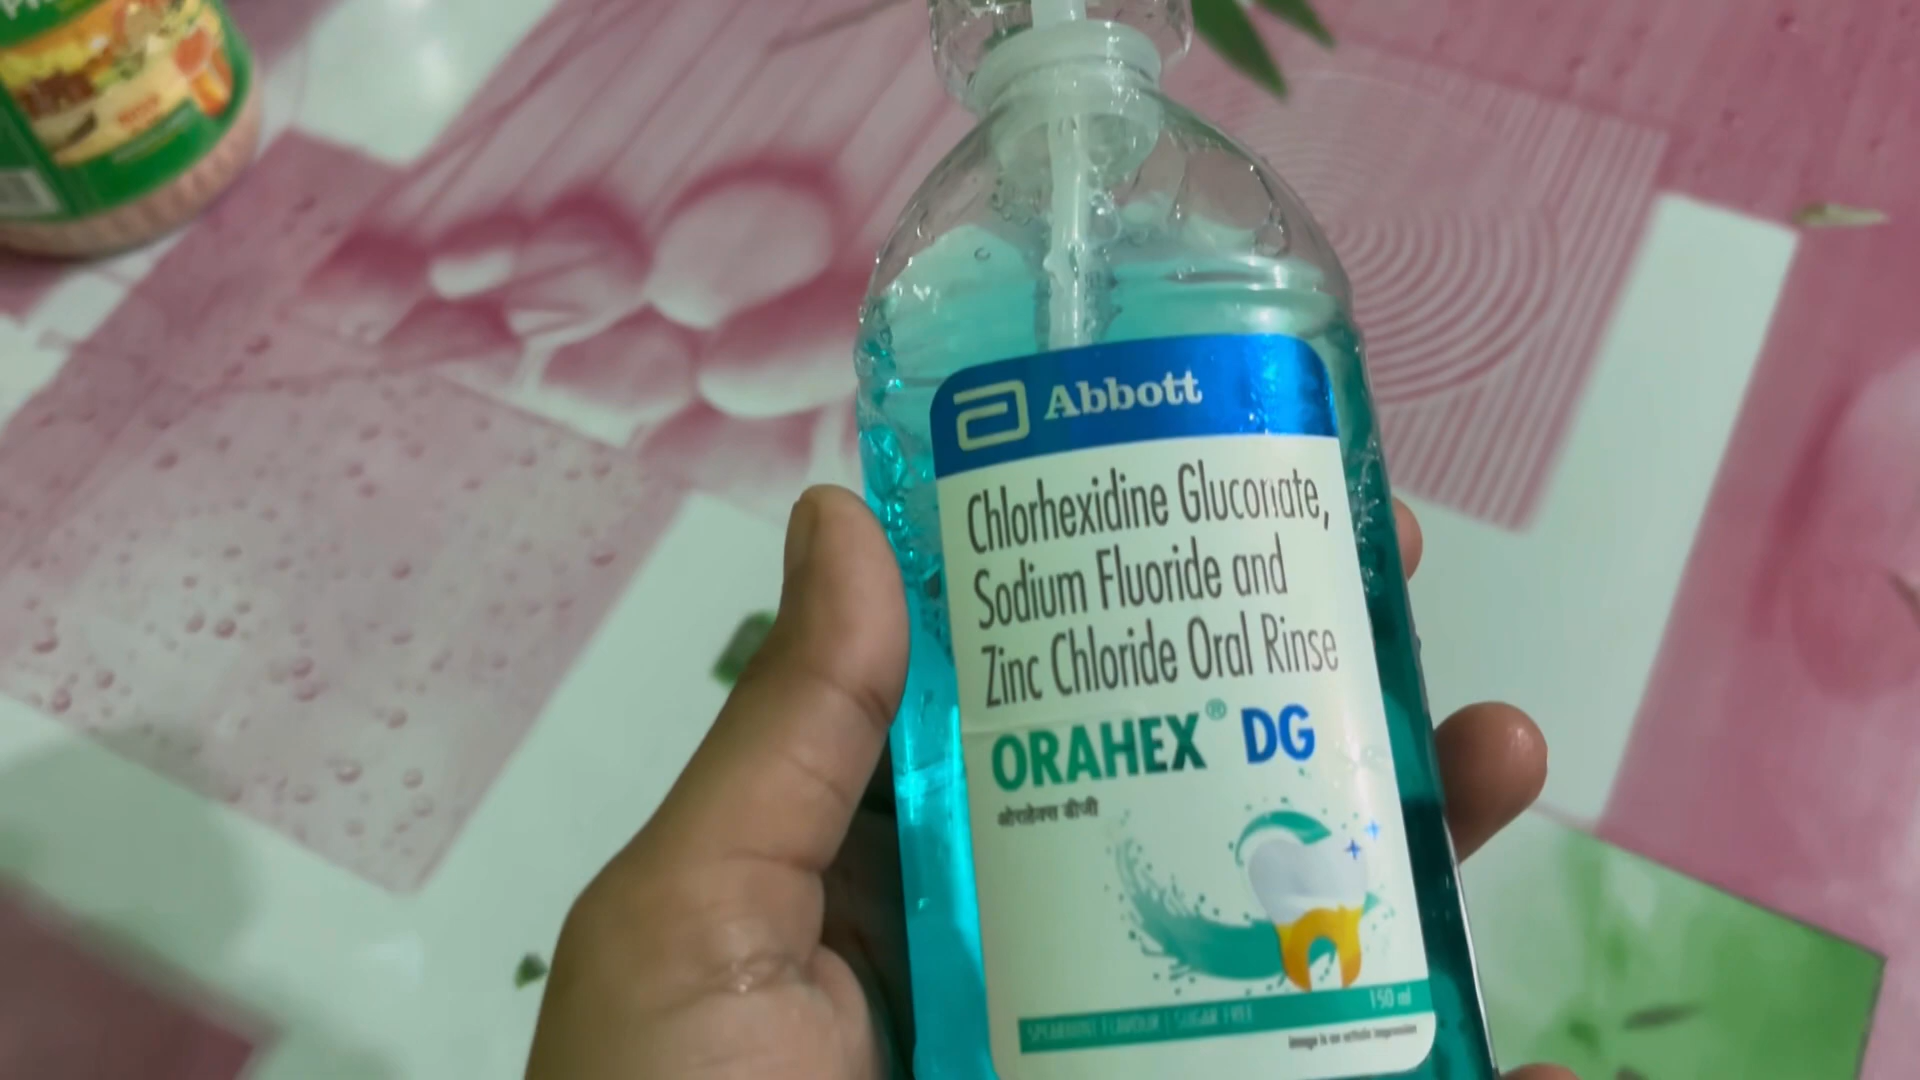 Abbott
Chlorhexidine Gluconate,
Sodium Fluoride and
Zinc Chloride Oral Rinse
ORAHEX® DG
ओराहेक्स डीजी
SPEARMINT FLAVOUR | SUGAR FREE
150 ml
Image is an artistic impression